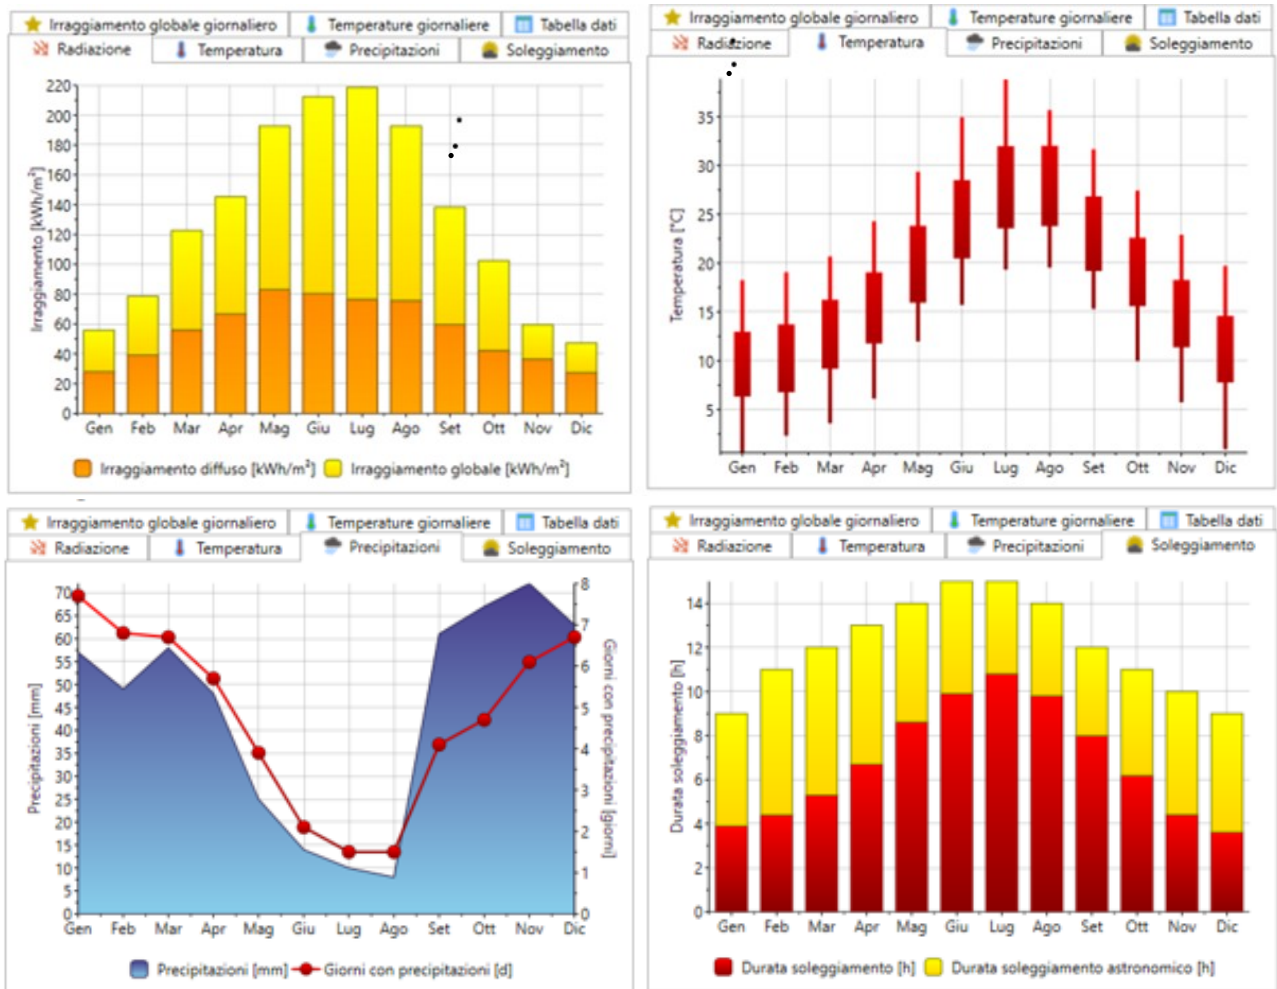 Irraggiamento globale giornaliero Temperature giornaliere Tabella dati
Radiazione Temperatura Precipitazioni Soleggiamento
220
200
180
160
140
120
100
80
60
40
20
0
Irraggiamento [kWh/m²]
Gen Feb Mar Apr Mag Giu Lug Ago Set Ott Nov Dic
Irraggiamento diffuso [kWh/m²] Irraggiamento globale [kWh/m²]
Irraggiamento globale giornaliero Temperature giornaliere Tabella dati
Radiazione Temperatura Precipitazioni Soleggiamento
35
30
25
20
15
10
5
Temperatura [°C]
Gen Feb Mar Apr Mag Giu Lug Ago Set Ott Nov Dic
Irraggiamento globale giornaliero Temperature giornaliere Tabella dati
Radiazione Temperatura Precipitazioni Soleggiamento
70
65
60
55
50
45
40
35
30
25
20
15
10
5
0
Precipitazioni [mm]
8
7
6
5
4
3
2
1
0
Giorni con precipitazioni [giorni]
Gen Feb Mar Apr Mag Giu Lug Ago Set Ott Nov Dic
Precipitazioni [mm] Giorni con precipitazioni [d]
Irraggiamento globale giornaliero Temperature giornaliere Tabella dati
Radiazione Temperatura Precipitazioni Soleggiamento
14
12
10
8
6
4
2
0
Durata soleggiamento [h]
Gen Feb Mar Apr Mag Giu Lug Ago Set Ott Nov Dic
Durata soleggiamento [h] Durata soleggiamento astronomico [h]